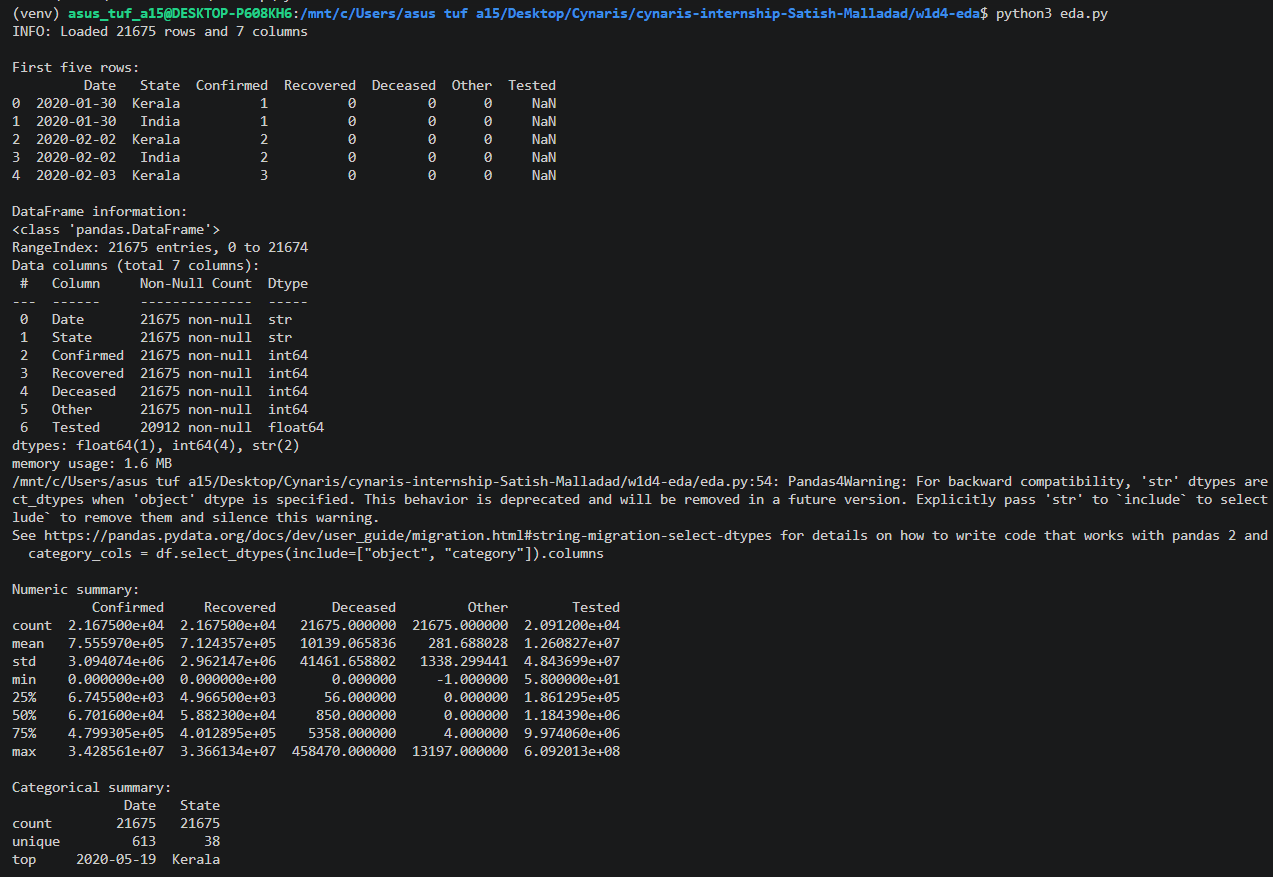 (venv) asus_tuf_a15@DESKTOP-P608KH6:/mnt/c/Users/asus tuf a15/Desktop/Cynaris/cynaris-internship-Satish-Malladad/w1d4-eda$ python3 eda.py
INFO: Loaded 21675 rows and 7 columns

First five rows:
         Date   State  Confirmed  Recovered  Deceased  Other  Tested
0  2020-01-30  Kerala          1          0         0      0     NaN
1  2020-01-30   India          1          0         0      0     NaN
2  2020-02-02  Kerala          2          0         0      0     NaN
3  2020-02-02   India          2          0         0      0     NaN
4  2020-02-03  Kerala          3          0         0      0     NaN

DataFrame information:
<class 'pandas.DataFrame'>
RangeIndex: 21675 entries, 0 to 21674
Data columns (total 7 columns):
 #   Column     Non-Null Count  Dtype
---  ------     --------------  -----
 0   Date       21675 non-null  str
 1   State      21675 non-null  str
 2   Confirmed  21675 non-null  int64
 3   Recovered  21675 non-null  int64
 4   Deceased   21675 non-null  int64
 5   Other      21675 non-null  int64
 6   Tested     20912 non-null  float64
dtypes: float64(1), int64(4), str(2)
memory usage: 1.6 MB
/mnt/c/Users/asus tuf a15/Desktop/Cynaris/cynaris-internship-Satish-Malladad/w1d4-eda/eda.py:54: Pandas4Warning: For backward compatibility, 'str' dtypes are
ct_dtypes when 'object' dtype is specified. This behavior is deprecated and will be removed in a future version. Explicitly pass 'str' to `include` to select
lude` to remove them and silence this warning.
See https://pandas.pydata.org/docs/dev/user_guide/migration.html#string-migration-select-dtypes for details on how to write code that works with pandas 2 and
  category_cols = df.select_dtypes(include=["object", "category"]).columns

Numeric summary:
          Confirmed     Recovered       Deceased         Other        Tested
count  2.167500e+04  2.167500e+04   21675.000000  21675.000000  2.091200e+04
mean   7.555970e+05  7.124357e+05   10139.065836    281.688028  1.260827e+07
std    3.094074e+06  2.962147e+06   41461.658802   1338.299441  4.843699e+07
min    0.000000e+00  0.000000e+00       0.000000     -1.000000  5.800000e+01
25%    6.745500e+03  4.966500e+03      56.000000      0.000000  1.861295e+05
50%    6.701600e+04  5.882300e+04     850.000000      0.000000  1.184390e+06
75%    4.799305e+05  4.012895e+05    5358.000000      4.000000  9.974060e+06
max    3.428561e+07  3.366134e+07  458470.000000  13197.000000  6.092013e+08

Categorical summary:
              Date   State
count        21675   21675
unique         613      38
top     2020-05-19  Kerala